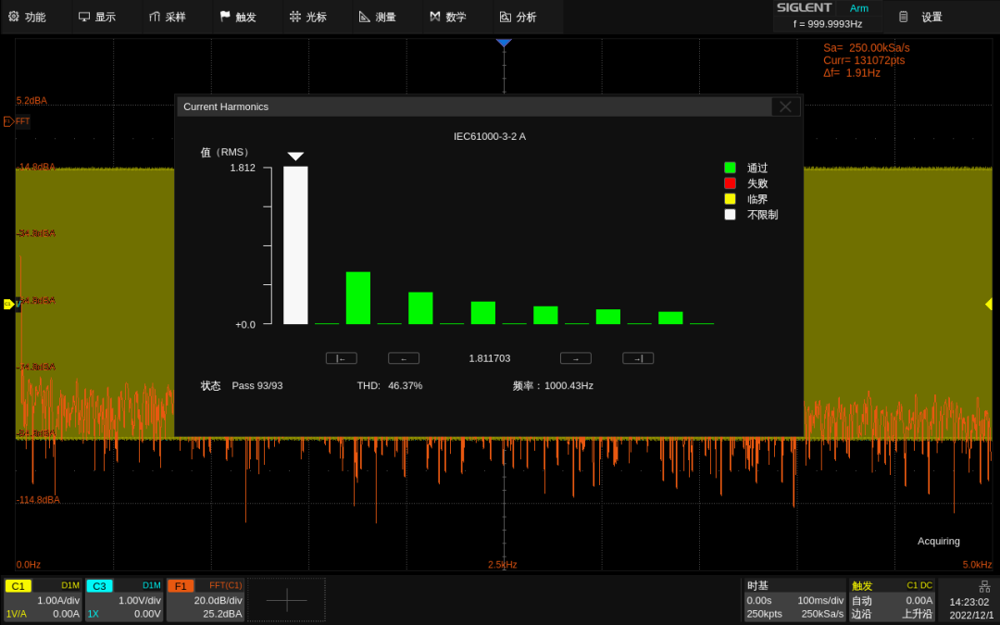 功能 显示 采样 触发 光标 测量 数学 分析 SIGLENT Arm 设置
f = 999.9993Hz
Sa= 250.00kSa/s
Curr= 131072pts
Δf= 1.91Hz
5.2dBA
FFT
-14.8dBA
Current Harmonics
IEC61000-3-2 A
值（RMS）
1.812
+0.0
通过
失败
临界
不限制
|← ← 1.811703 → →|
状态 Pass 93/93 THD: 46.37% 频率：1000.43Hz
-114.8dBA
Acquiring
0.0Hz 2.5kHz 5.0kHz
C1 D1M
1.00A/div
1V/A 0.00A
C3 D1M
1.00V/div
1X 0.00V
F1 FFT(C1)
20.0dB/div
25.2dBA
时基
0.00s 100ms/div
250kpts 250kSa/s
触发 C1 DC
自动 0.00A
边沿 上升沿
14:23:02
2022/12/1